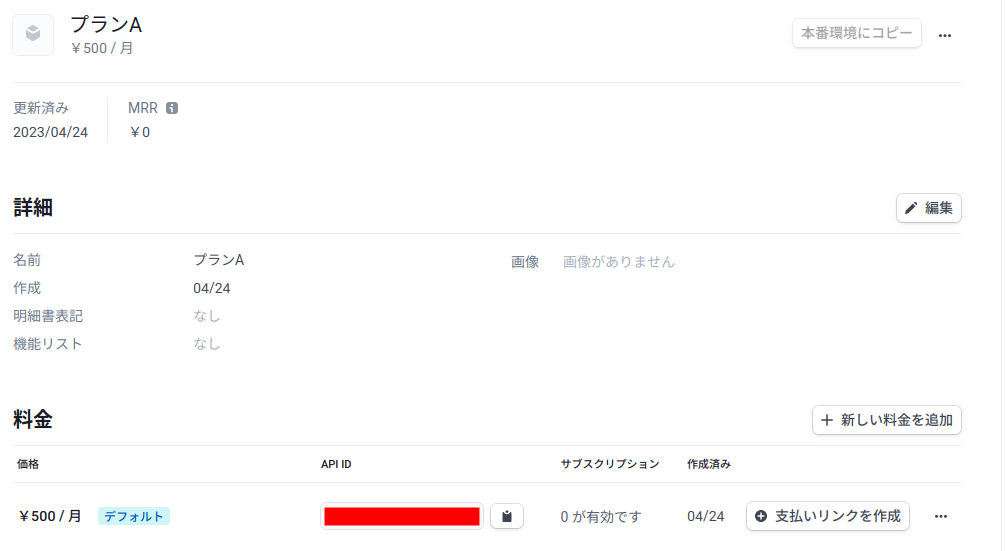 プランA
￥500 / 月
本番環境にコピー
更新済み
2023/04/24
MRR
￥0
詳細
編集
名前 プランA
画像 画像がありません
作成 04/24
明細書表記 なし
機能リスト なし
料金
新しい料金を追加
価格 API ID サブスクリプション 作成済み
￥500 / 月 デフォルト 0 が有効です 04/24 支払いリンクを作成